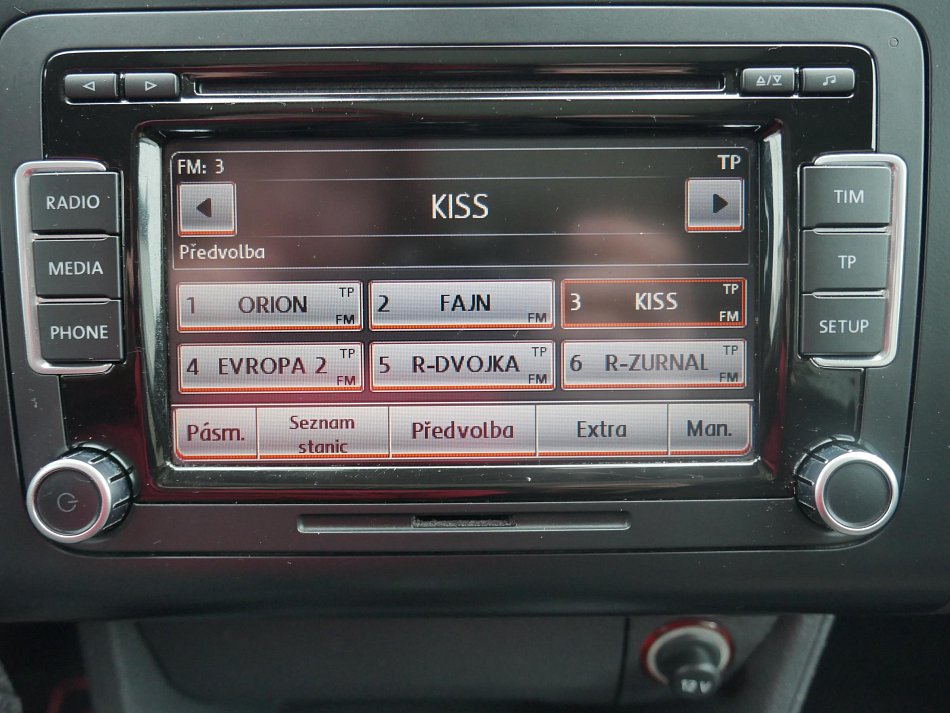 FM: 3 TP
KISS
Předvolba
1 ORION TP FM
2 FAJN FM
3 KISS TP FM
4 EVROPA 2 TP FM
5 R-DVOJKA TP FM
6 R-ZURNAL TP FM
Pásm.
Seznam
stanic
Předvolba
Extra
Man.
RADIO
MEDIA
PHONE
TIM
TP
SETUP
12V